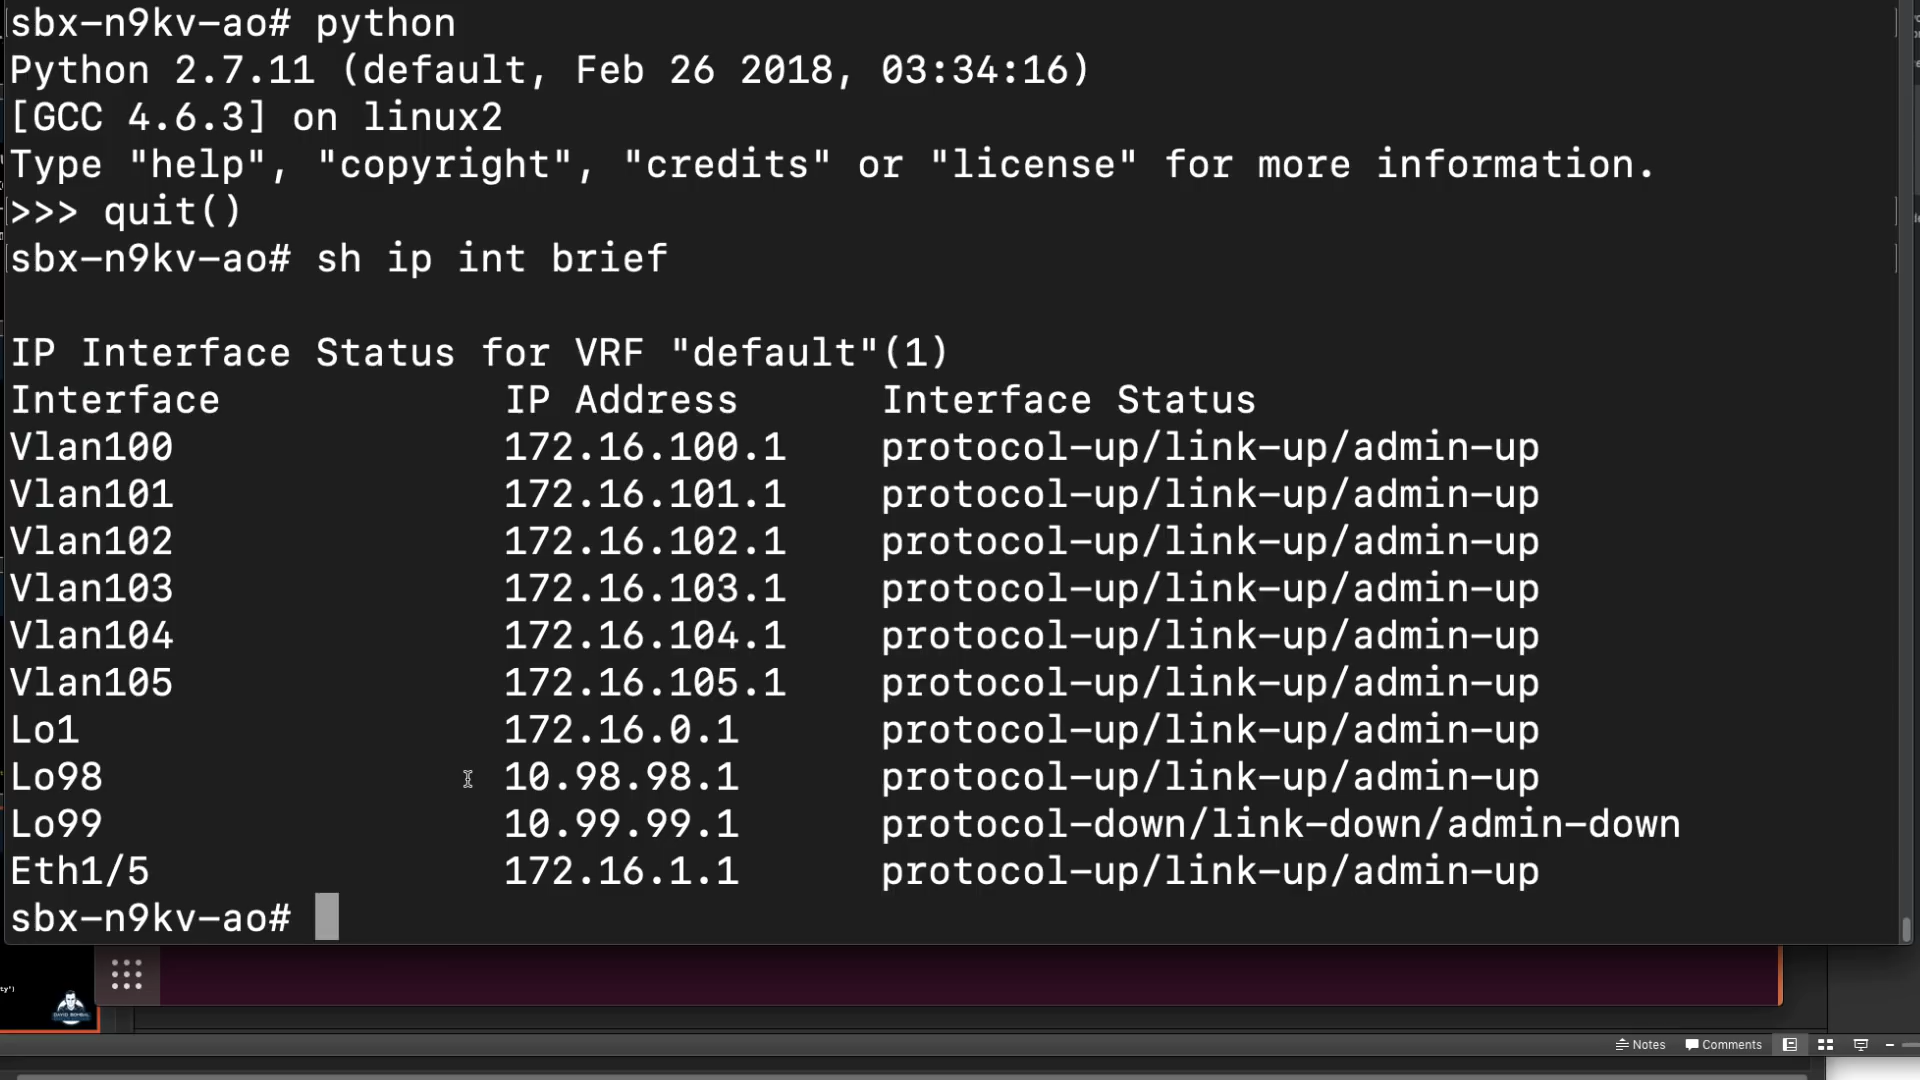 sbx-n9kv-ao# python
Python 2.7.11 (default, Feb 26 2018, 03:34:16)
[GCC 4.6.3] on linux2
Type "help", "copyright", "credits" or "license" for more information.
>>> quit()
sbx-n9kv-ao# sh ip int brief
IP Interface Status for VRF "default"(1)
Interface IP Address Interface Status
Vlan100 172.16.100.1 protocol-up/link-up/admin-up
Vlan101 172.16.101.1 protocol-up/link-up/admin-up
Vlan102 172.16.102.1 protocol-up/link-up/admin-up
Vlan103 172.16.103.1 protocol-up/link-up/admin-up
Vlan104 172.16.104.1 protocol-up/link-up/admin-up
Vlan105 172.16.105.1 protocol-up/link-up/admin-up
Lo1 172.16.0.1 protocol-up/link-up/admin-up
Lo98 10.98.98.1 protocol-up/link-up/admin-up
Lo99 10.99.99.1 protocol-down/link-down/admin-down
Eth1/5 172.16.1.1 protocol-up/link-up/admin-up
sbx-n9kv-ao#
DAVID BOMBAL
Notes Comments